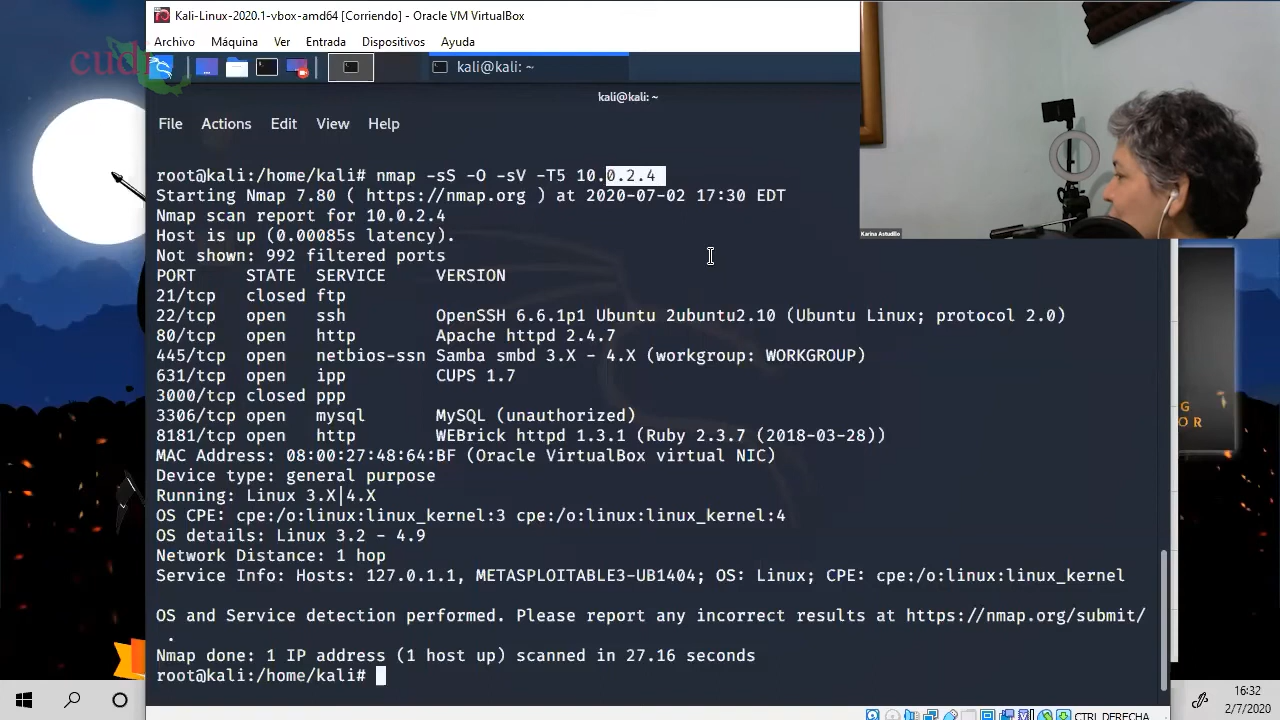 Kali-Linux-2020.1-vbox-amd64 [Corriendo] - Oracle VM VirtualBox
Archivo Máquina Ver Entrada Dispositivos Ayuda
cudi
kali@kali: ~
kali@kali: ~
File Actions Edit View Help
root@kali:/home/kali# nmap -sS -O -sV -T5 10.0.2.4
Starting Nmap 7.80 ( https://nmap.org ) at 2020-07-02 17:30 EDT
Nmap scan report for 10.0.2.4
Host is up (0.00085s latency).
Not shown: 992 filtered ports
PORT STATE SERVICE VERSION
21/tcp closed ftp
22/tcp open ssh OpenSSH 6.6.1p1 Ubuntu 2ubuntu2.10 (Ubuntu Linux; protocol 2.0)
80/tcp open http Apache httpd 2.4.7
445/tcp open netbios-ssn Samba smbd 3.X - 4.X (workgroup: WORKGROUP)
631/tcp open ipp CUPS 1.7
3000/tcp closed ppp
3306/tcp open mysql MySQL (unauthorized)
8181/tcp open http WEBrick httpd 1.3.1 (Ruby 2.3.7 (2018-03-28))
MAC Address: 08:00:27:48:64:BF (Oracle VirtualBox virtual NIC)
Device type: general purpose
Running: Linux 3.X|4.X
OS CPE: cpe:/o:linux:linux_kernel:3 cpe:/o:linux:linux_kernel:4
OS details: Linux 3.2 - 4.9
Network Distance: 1 hop
Service Info: Hosts: 127.0.1.1, METASPLOITABLE3-UB1404; OS: Linux; CPE: cpe:/o:linux:linux_kernel
OS and Service detection performed. Please report any incorrect results at https://nmap.org/submit/
.
Nmap done: 1 IP address (1 host up) scanned in 27.16 seconds
root@kali:/home/kali#
Karina Astudillo
G
OR
CTRL DERECHA
16:32
2/7/2020